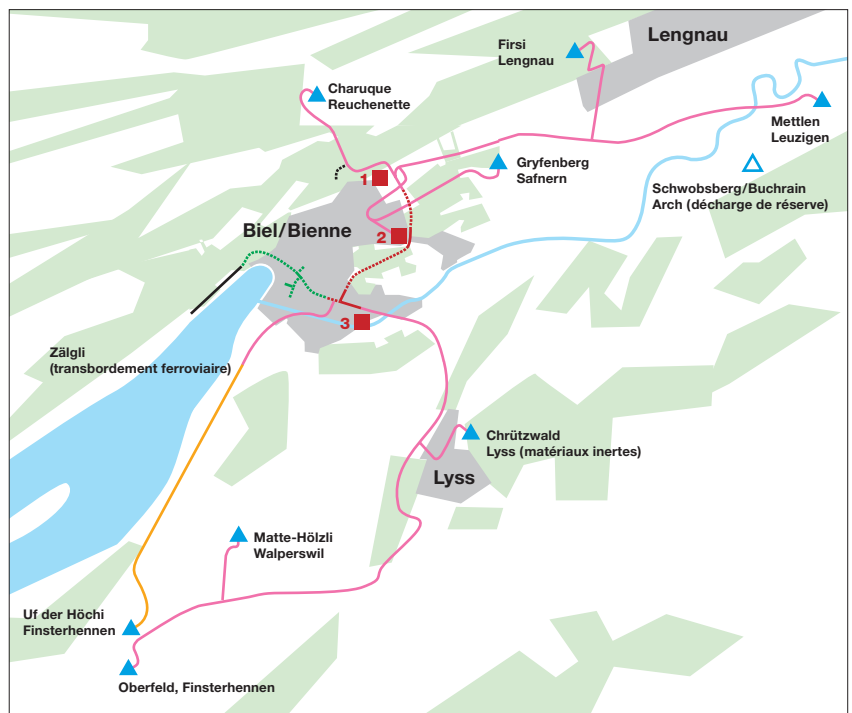 Lengnau
Firsi
Lengnau
Charuque
Reuchenette
Mettlen
Leuzigen
Gryfenberg
Safnern
Schwobsberg/Buchrain
Arch (décharge de réserve)
1
Biel/Bienne
2
3
Zälgli
(transbordement ferroviaire)
Chrützwald
Lyss (matériaux inertes)
Lyss
Matte-Hölzli
Walperswil
Uf der Höchi
Finsterhennen
Oberfeld, Finsterhennen